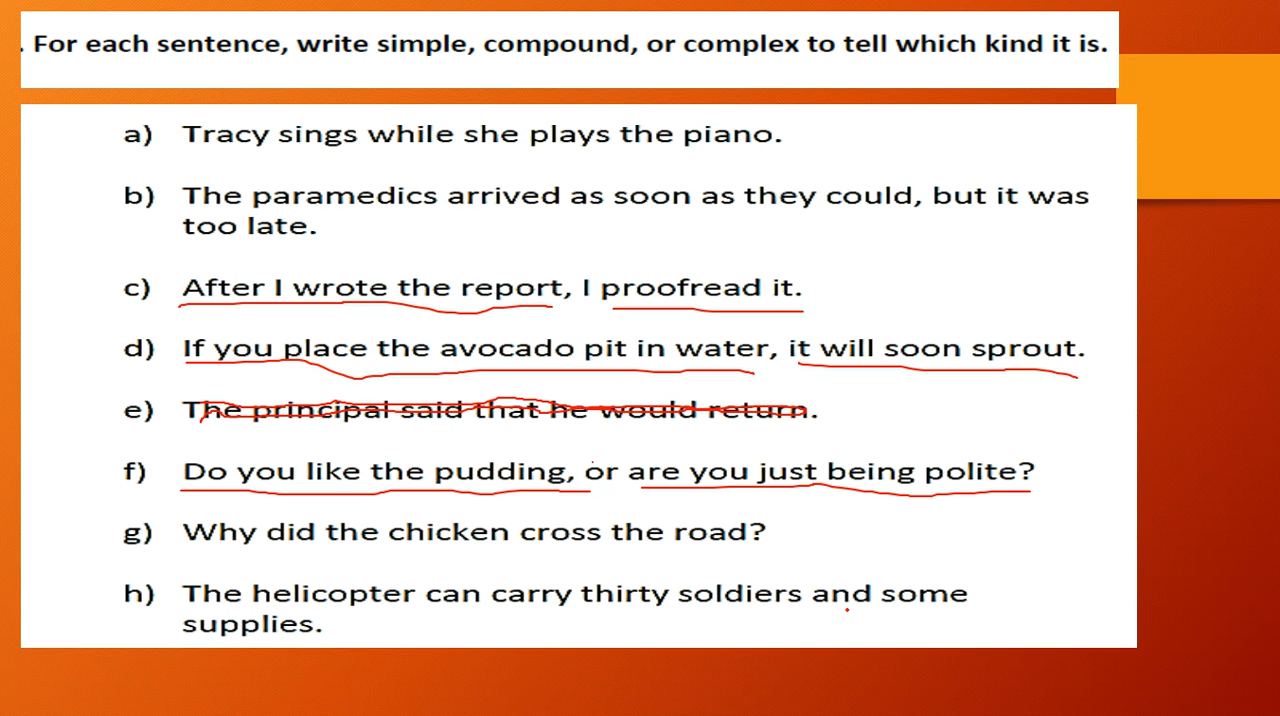 . For each sentence, write simple, compound, or complex to tell which kind it is.
a) Tracy sings while she plays the piano.
b) The paramedics arrived as soon as they could, but it was
too late.
c) After I wrote the report, I proofread it.
d) If you place the avocado pit in water, it will soon sprout.
e) The principal said that he would return.
f) Do you like the pudding, or are you just being polite?
g) Why did the chicken cross the road?
h) The helicopter can carry thirty soldiers and some
supplies.